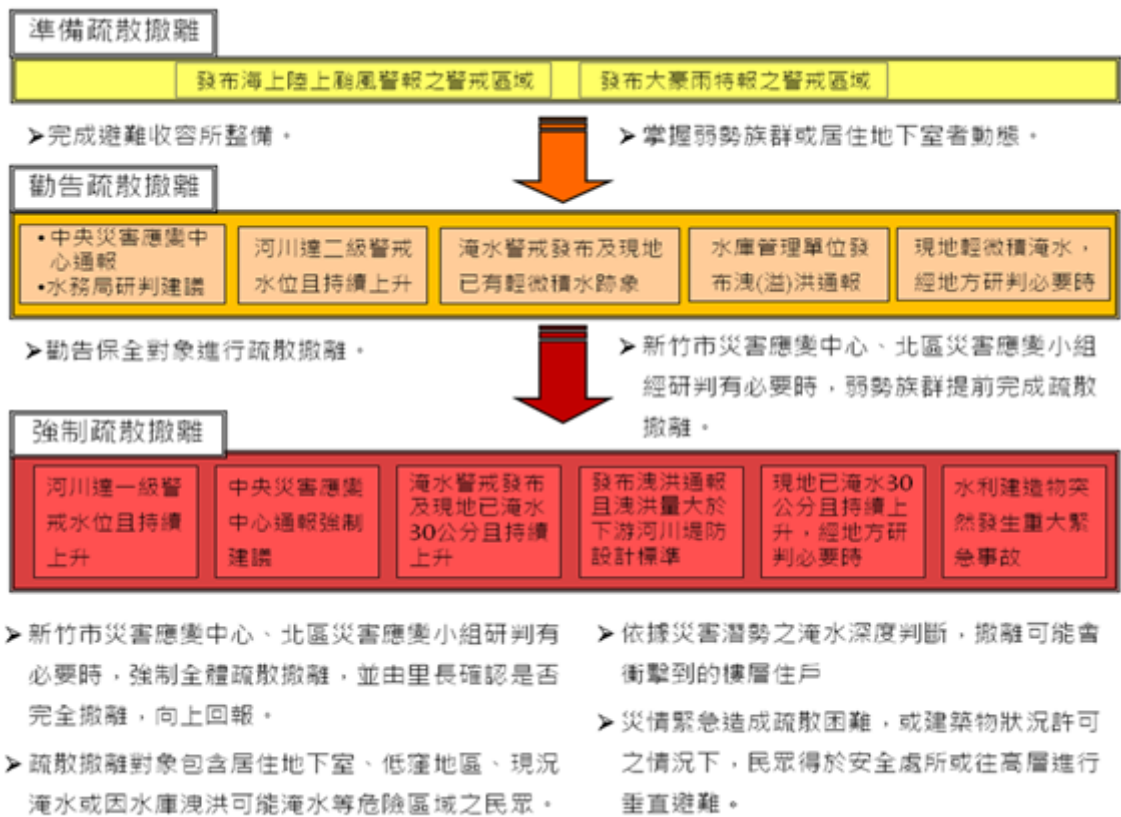 準備疏散撤離
發布海上陸上颱風警報之警戒區域
發布大豪雨特報之警戒區域
➤完成避難收容所整備。
➤掌握弱勢族群或居住地下室者動態。
勸告疏散撤離
•中央災害應變中
心通報
•水務局研判建議
河川達二級警戒
水位且持續上升
淹水警戒發布及現地
已有輕微積水跡象
水庫管理單位發
布洩(溢)洪通報
現地輕微積淹水，
經地方研判必要時
➤勸告保全對象進行疏散撤離。
➤新竹市災害應變中心、北區災害應變小組
經研判有必要時，弱勢族群提前完成疏散
撤離。
強制疏散撤離
河川達一級警
戒水位且持續
上升
中央災害應變
中心通報強制
建議
淹水警戒發布
及現地已淹水
30公分且持續
上升
發布洩洪通報
且洩洪量大於
下游河川堤防
設計標準
現地已淹水30
公分且持續上
升，經地方研
判必要時
水利建造物突
然發生重大緊
急事故
➤新竹市災害應變中心、北區災害應變小組研判有
必要時，強制全體疏散撤離，並由里長確認是否
完全撤離，向上回報。
➤疏散撤離對象包含居住地下室、低窪地區、現況
淹水或因水庫洩洪可能淹水等危險區域之民眾。
➤依據災害潛勢之淹水深度判斷，撤離可能會
衝擊到的樓層住戶
➤災情緊急造成疏散困難，或建築物狀況許可
之情況下，民眾得於安全處所或往高層進行
垂直避難。